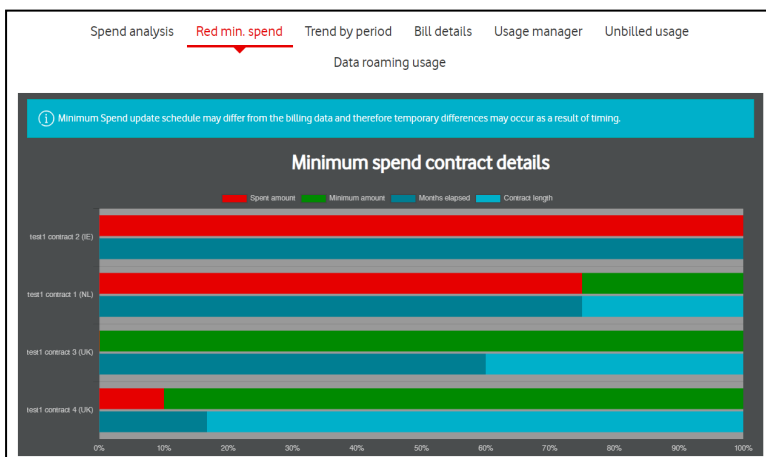 Spend analysis Red min. spend Trend by period Bill details Usage manager Unbilled usage
Data roaming usage
Minimum Spend update schedule may differ from the billing data and therefore temporary differences may occur as a result of timing.
Minimum spend contract details
Spent amount Minimum amount Months elapsed Contract length
test1 contract 2 (IE)
test1 contract 1 (NL)
test1 contract 3 (UK)
test1 contract 4 (UK)
0% 10% 20% 30% 40% 50% 60% 70% 80% 90% 100%